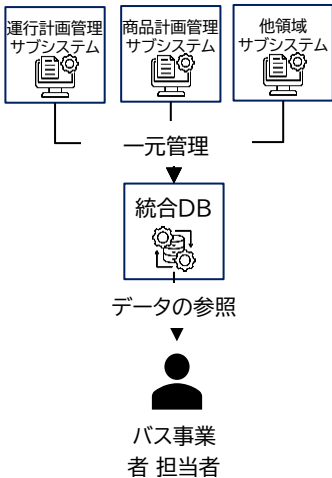 運行計画管理
サブシステム
商品計画管理
サブシステム
他領域
サブシステム
一元管理
統合DB
データの参照
バス事業
者 担当者